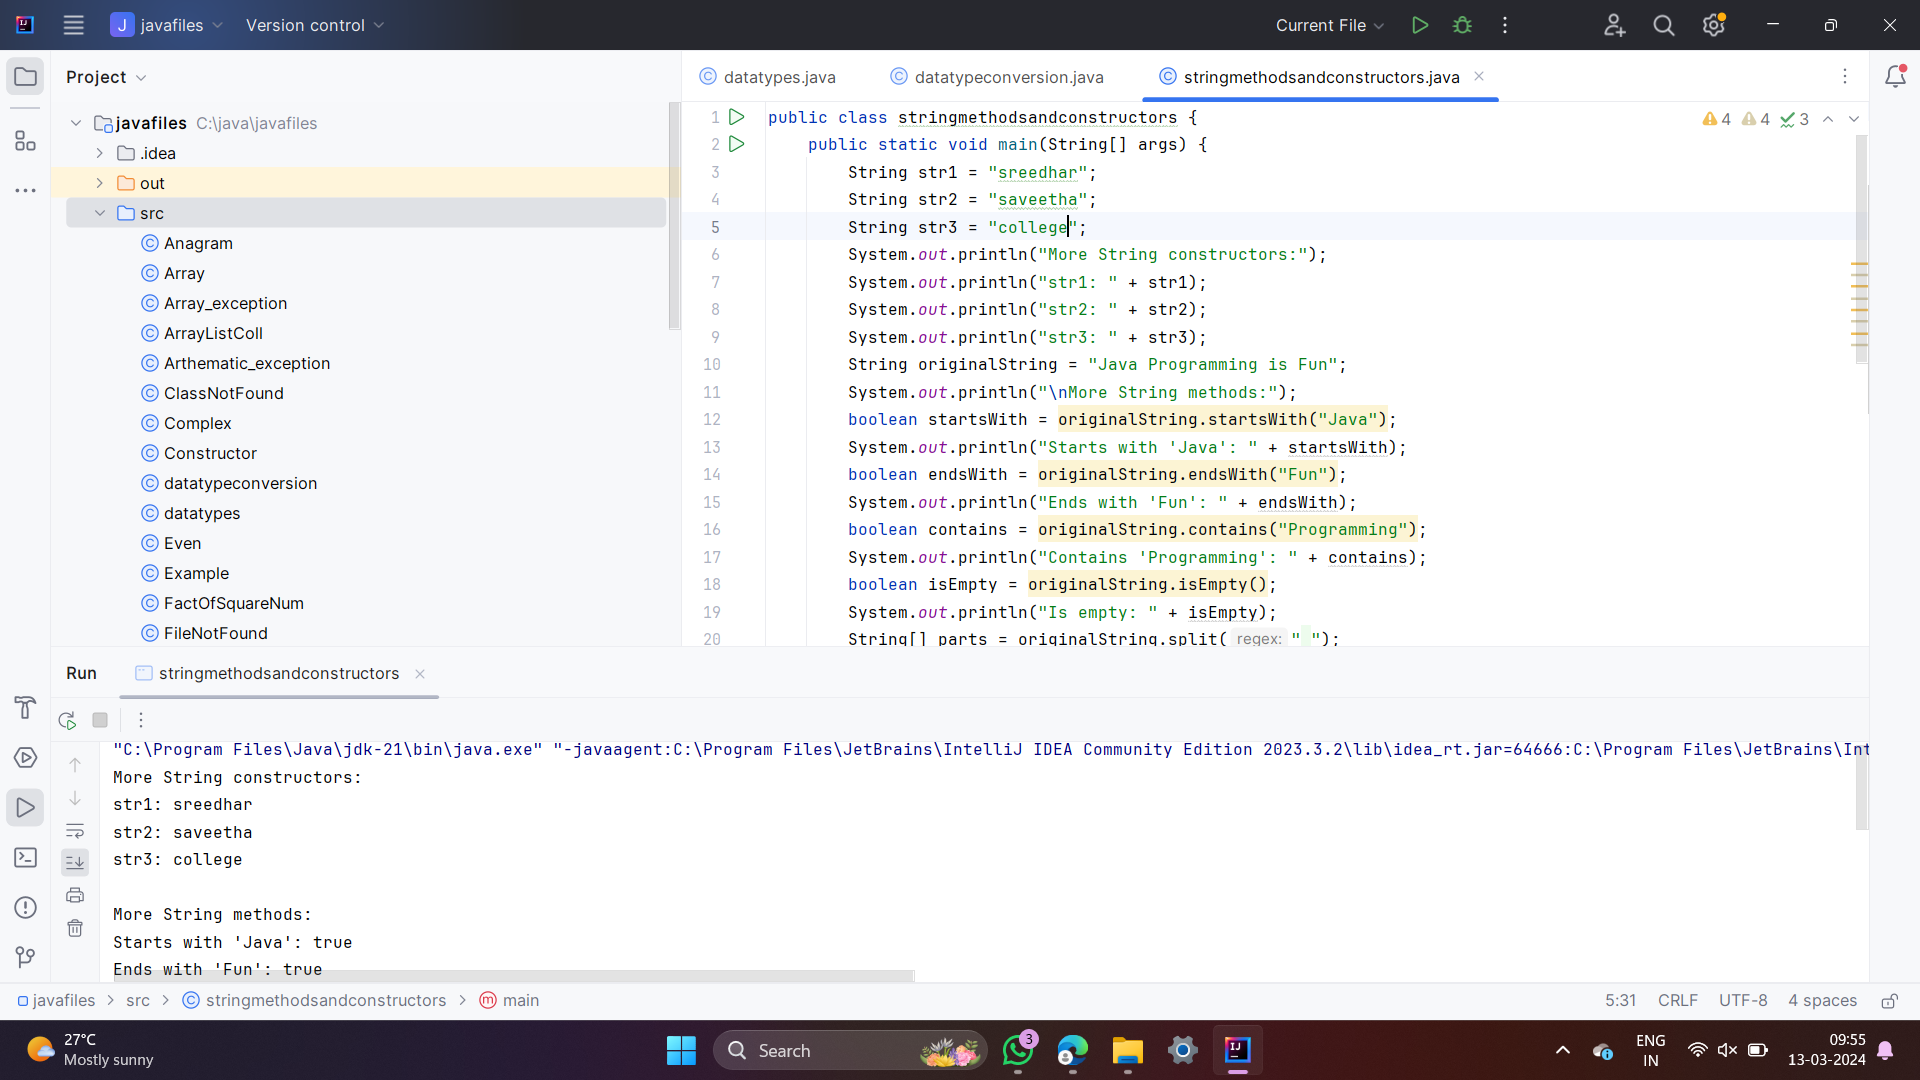 javafiles
Version control
Current File
Project
datatypes.java
datatypeconversion.java
stringmethodsandconstructors.java
javafiles C:\java\javafiles
.idea
out
src
Anagram
Array
Array_exception
ArrayListColl
Arthematic_exception
ClassNotFound
Complex
Constructor
datatypeconversion
datatypes
Even
Example
FactOfSquareNum
FileNotFound
4 4 3
1 public class stringmethodsandconstructors {
2 public static void main(String[] args) {
3 String str1 = "sreedhar";
4 String str2 = "saveetha";
5 String str3 = "college";
6 System.out.println("More String constructors:");
7 System.out.println("str1: " + str1);
8 System.out.println("str2: " + str2);
9 System.out.println("str3: " + str3);
10 String originalString = "Java Programming is Fun";
11 System.out.println("\nMore String methods:");
12 boolean startsWith = originalString.startsWith("Java");
13 System.out.println("Starts with 'Java': " + startsWith);
14 boolean endsWith = originalString.endsWith("Fun");
15 System.out.println("Ends with 'Fun': " + endsWith);
16 boolean contains = originalString.contains("Programming");
17 System.out.println("Contains 'Programming': " + contains);
18 boolean isEmpty = originalString.isEmpty();
19 System.out.println("Is empty: " + isEmpty);
20 String[] parts = originalString.split( regex: " ");
Run stringmethodsandconstructors
"C:\Program Files\Java\jdk-21\bin\java.exe" "-javaagent:C:\Program Files\JetBrains\IntelliJ IDEA Community Edition 2023.3.2\lib\idea_rt.jar=64666:C:\Program Files\JetBrains\Int
More String constructors:
str1: sreedhar
str2: saveetha
str3: college
More String methods:
Starts with 'Java': true
Ends with 'Fun': true
javafiles > src > stringmethodsandconstructors > main
5:31 CRLF UTF-8 4 spaces
27°C
Mostly sunny
Search
3
ENG
IN
09:55
13-03-2024